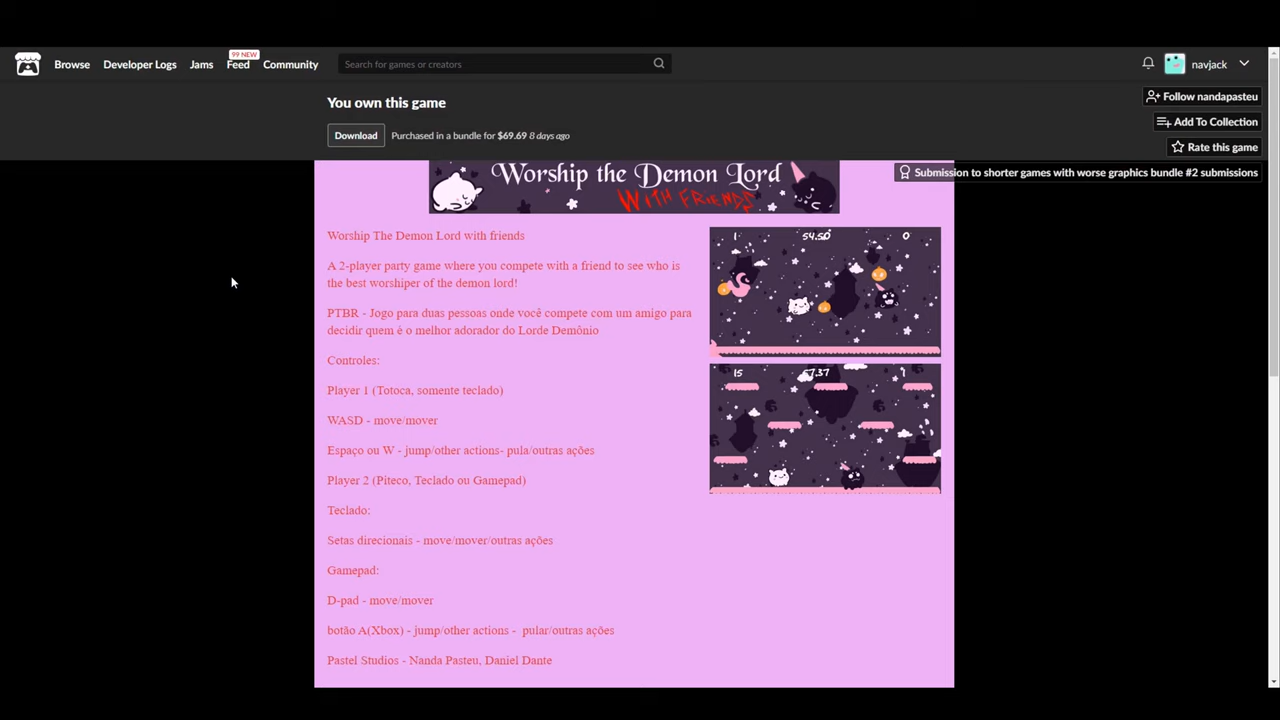 Browse Developer Logs Jams Feed Community
99 NEW
Search for games or creators
navjack
You own this game
Download Purchased in a bundle for $69.69 8 days ago
Follow nandapasteu
Add To Collection
Rate this game
Submission to shorter games with worse graphics bundle #2 submissions
Worship the Demon Lord
WITH FRIENDS
Worship The Demon Lord with friends
A 2-player party game where you compete with a friend to see who is
the best worshiper of the demon lord!
PTBR - Jogo para duas pessoas onde você compete com um amigo para
decidir quem é o melhor adorador do Lorde Demônio
Controles:
Player 1 (Totoca, somente teclado)
WASD - move/mover
Espaço ou W - jump/other actions- pula/outras ações
Player 2 (Piteco, Teclado ou Gamepad)
Teclado:
Setas direcionais - move/mover/outras ações
Gamepad:
D-pad - move/mover
botão A(Xbox) - jump/other actions -  pular/outras ações
Pastel Studios - Nanda Pasteu, Daniel Dante
1 54.50 0
15 57.37 1